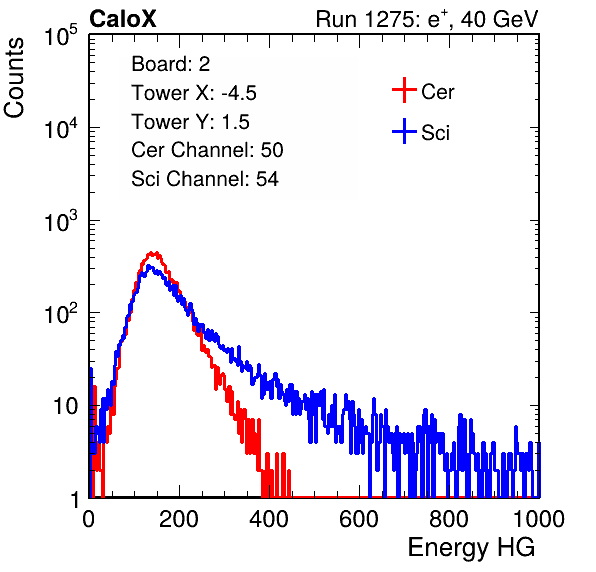 CaloX Run 1275: e⁺, 40 GeV
Counts
Board: 2
Tower X: -4.5
Tower Y: 1.5
Cer Channel: 50
Sci Channel: 54
Cer
Sci
10⁵
10⁴
10³
10²
10
1
0 200 400 600 800 1000
Energy HG